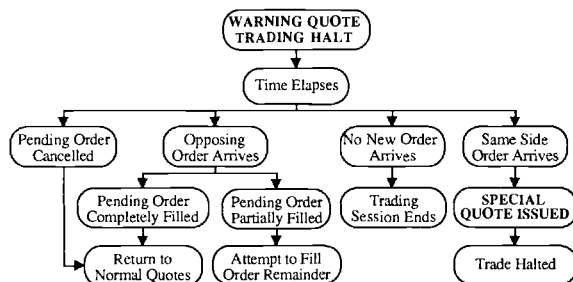 WARNING QUOTE
TRADING HALT
Time Elapses
Pending Order
Cancelled
Opposing
Order Arrives
No New Order
Arrives
Same Side
Order Arrives
Pending Order
Completely Filled
Pending Order
Partially Filled
Trading
Session Ends
SPECIAL
QUOTE ISSUED
Return to
Normal Quotes
Attempt to Fill
Order Remainder
Trade Halted